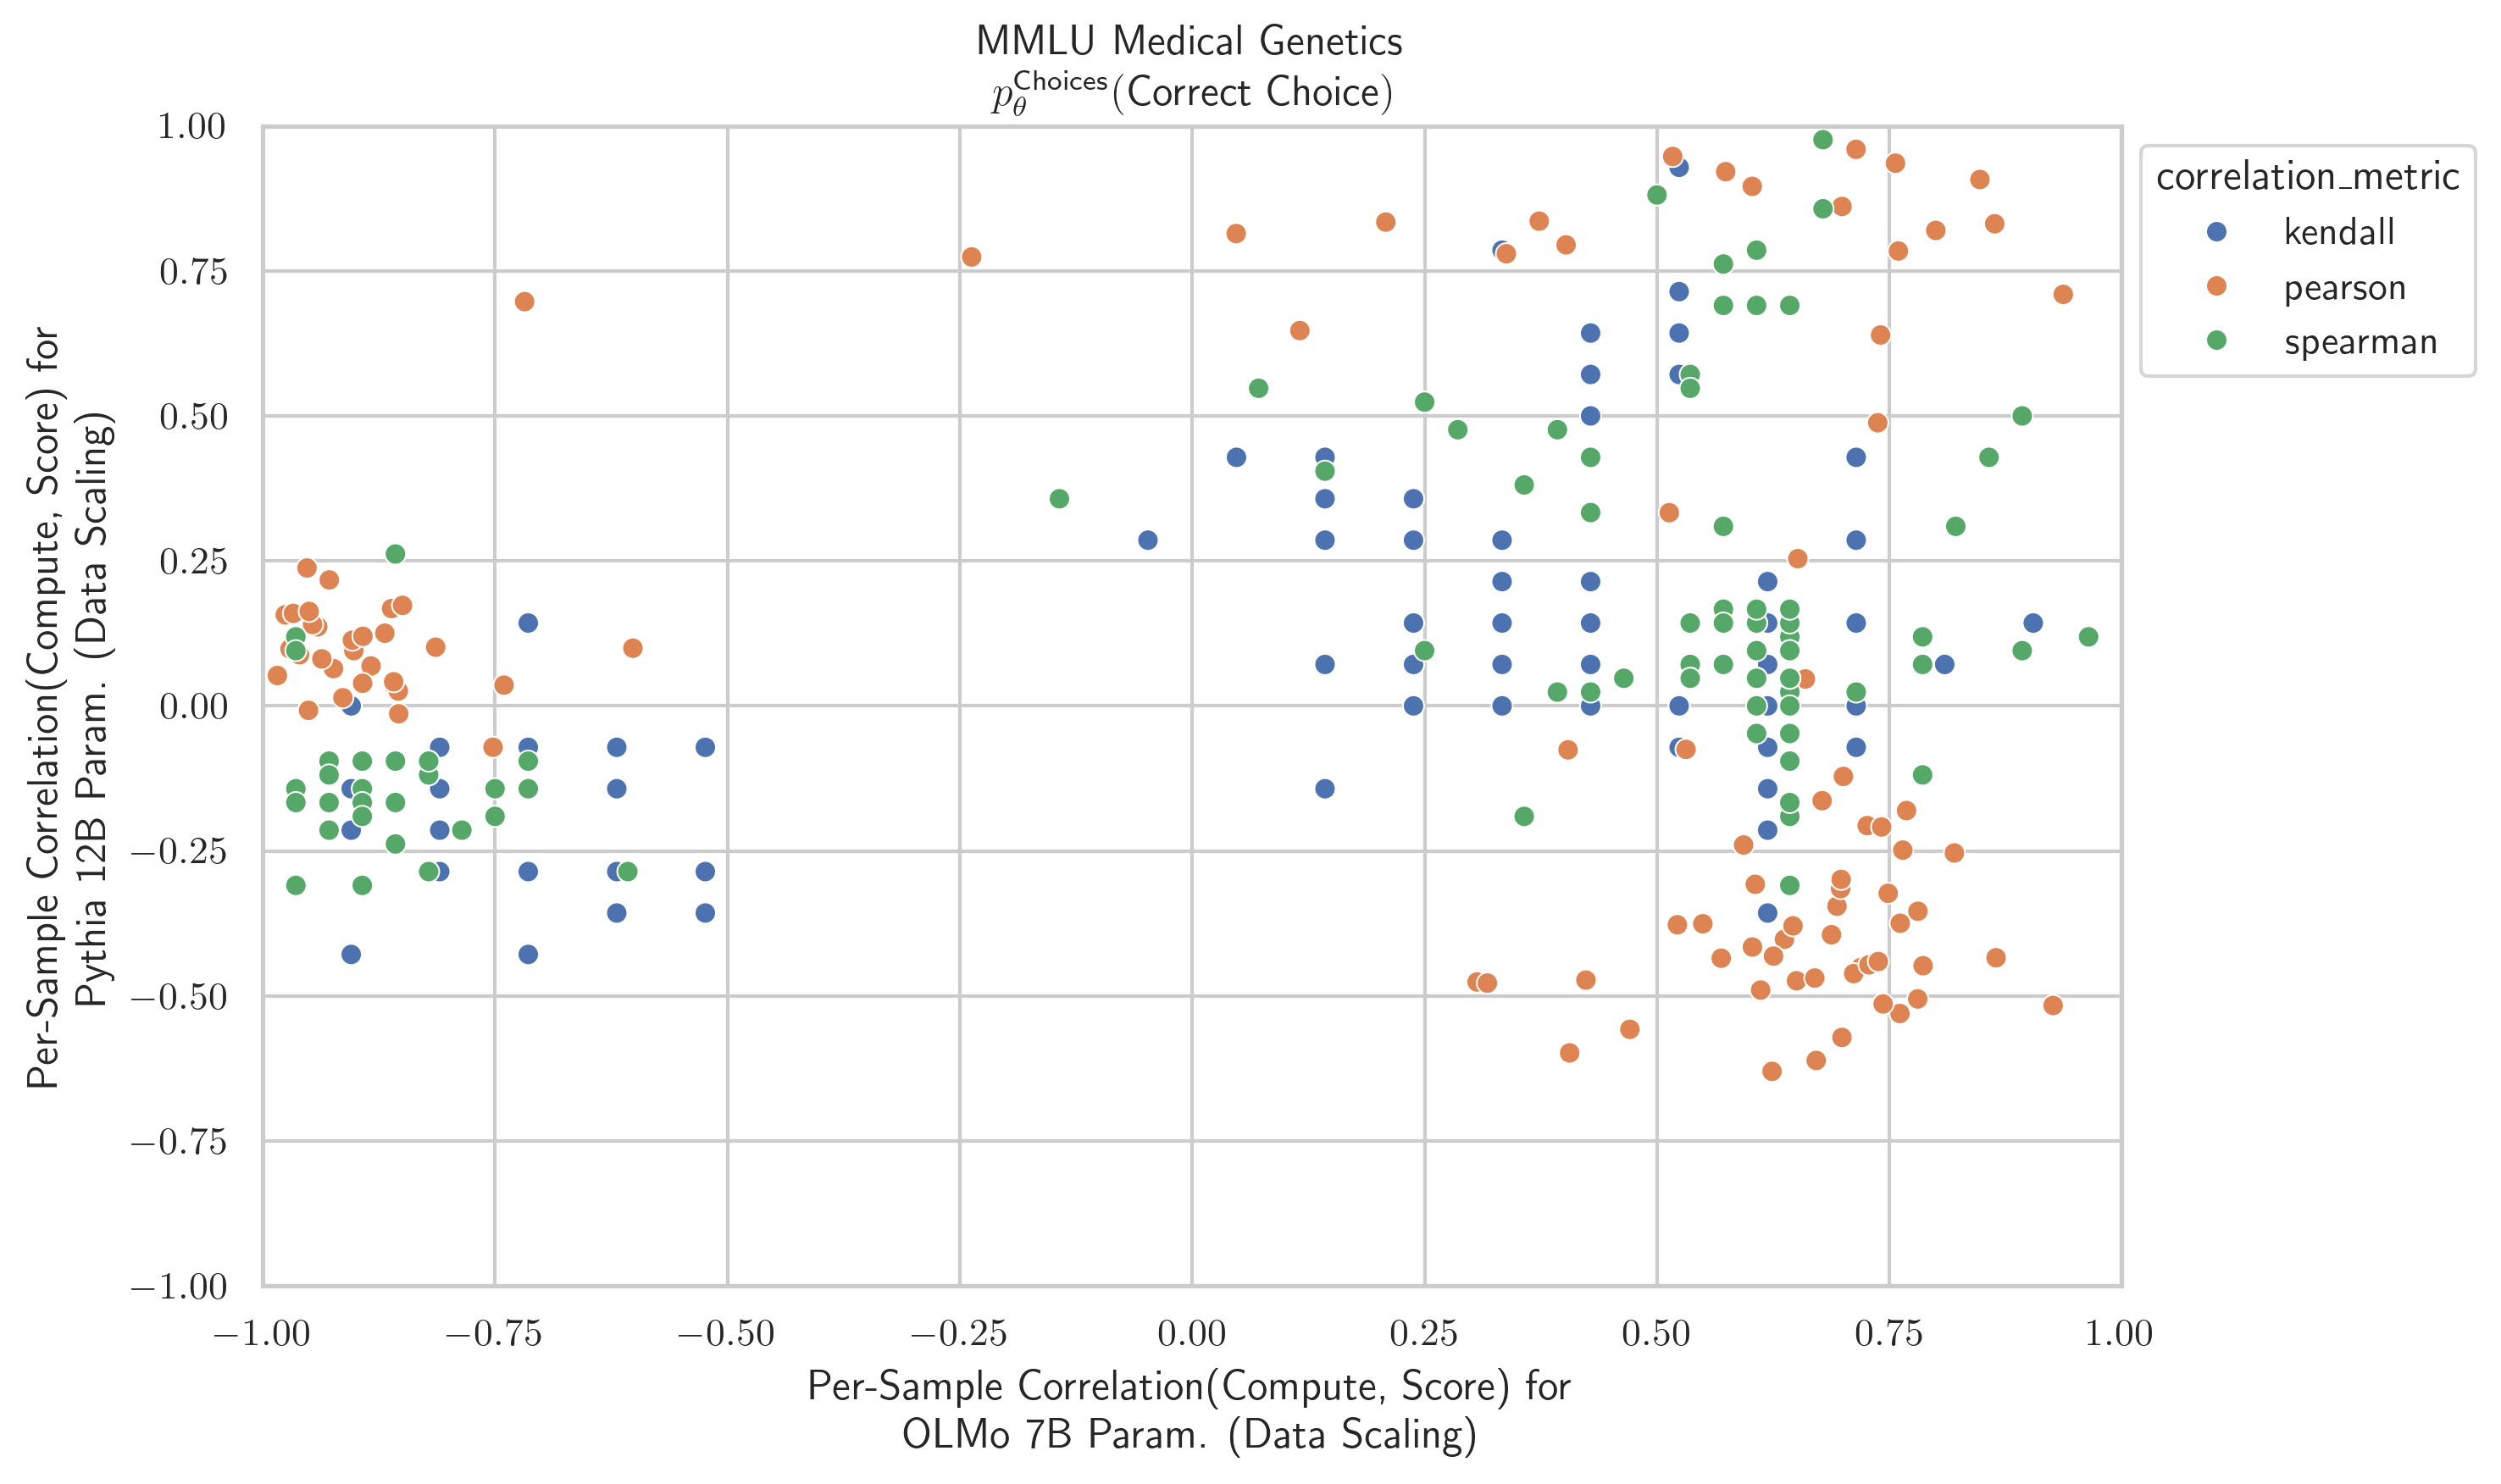 MMLU Medical Genetics
p_θ^Choices(Correct Choice)
1.00
0.75
0.50
0.25
0.00
−0.25
−0.50
−0.75
−1.00
Per-Sample Correlation(Compute, Score) for
Pythia 12B Param. (Data Scaling)
−1.00
−0.75
−0.50
−0.25
0.00
0.25
0.50
0.75
1.00
Per-Sample Correlation(Compute, Score) for
OLMo 7B Param. (Data Scaling)
correlation_metric
kendall
pearson
spearman